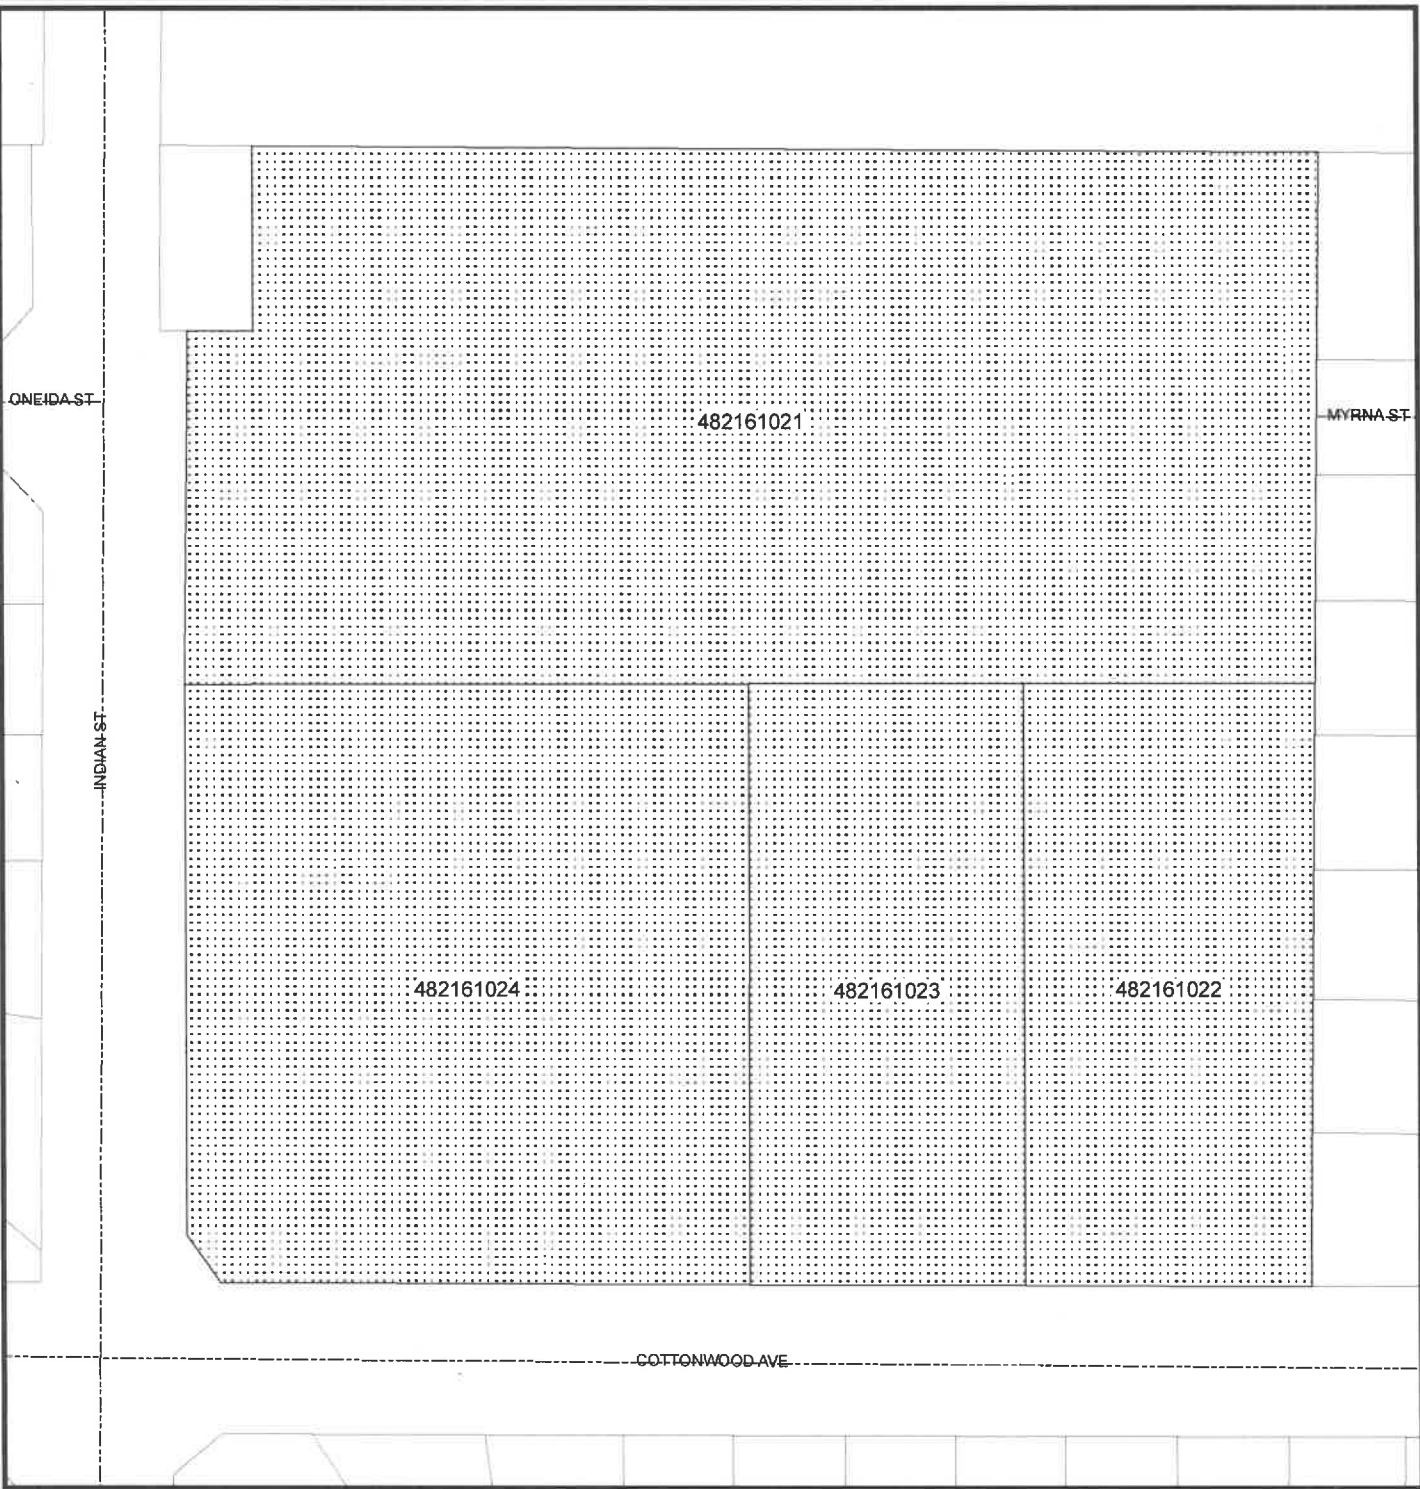 ONEIDA ST
482161021
MYRNA ST
INDIAN ST
482161024
482161023
482161022
COTTONWOOD AVE